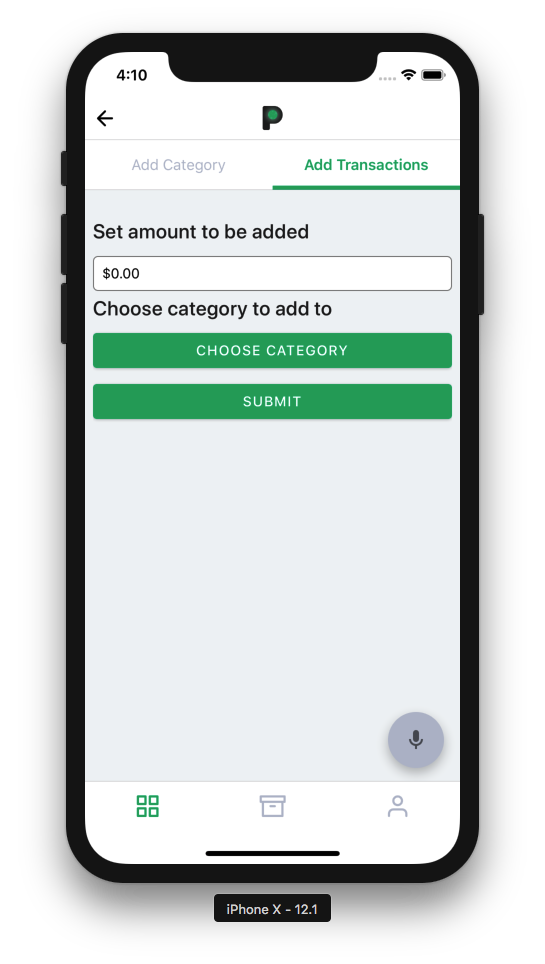 4:10
P
Add Category
Add Transactions
Set amount to be added
$0.00
Choose category to add to
CHOOSE CATEGORY
SUBMIT
iPhone X - 12.1